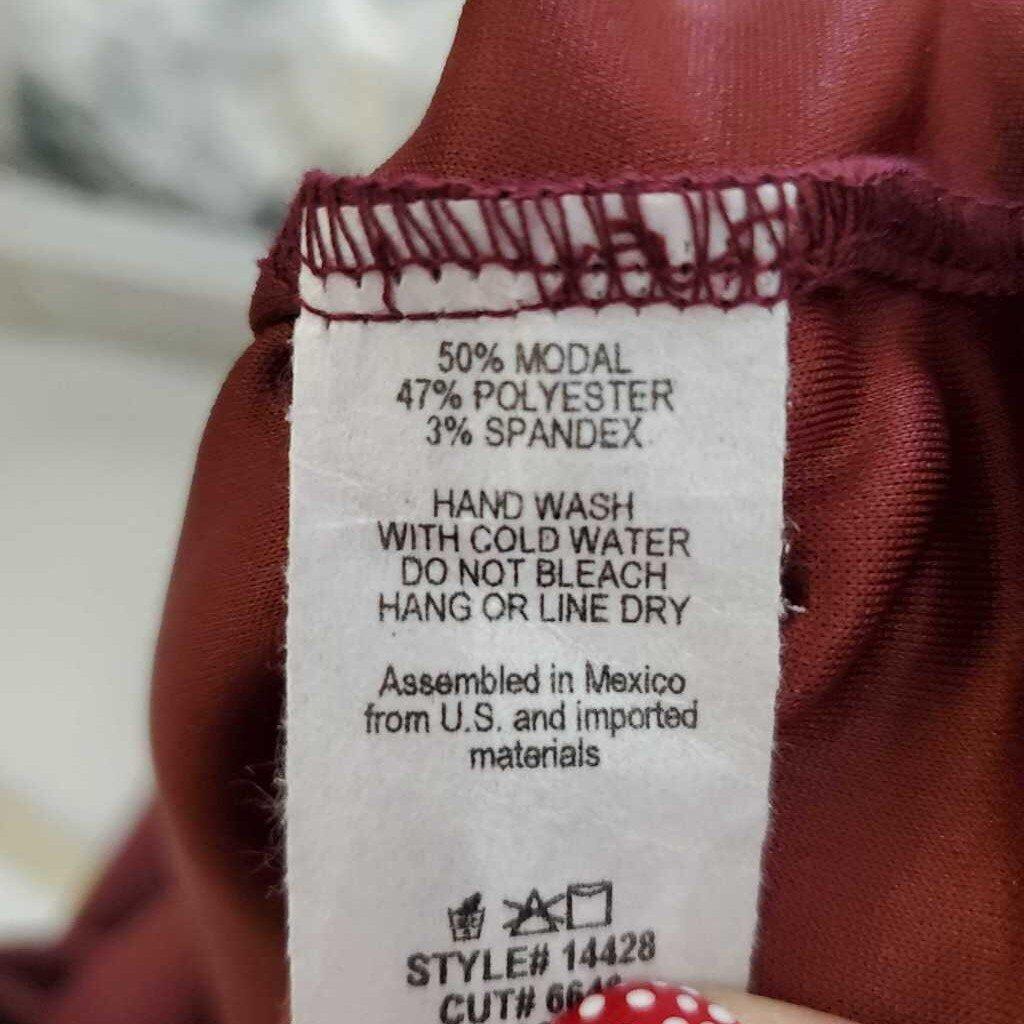 50% MODAL
47% POLYESTER
3% SPANDEX
HAND WASH
WITH COLD WATER
DO NOT BLEACH
HANG OR LINE DRY
Assembled in Mexico
from U.S. and imported
materials
STYLE# 14428
CUT#